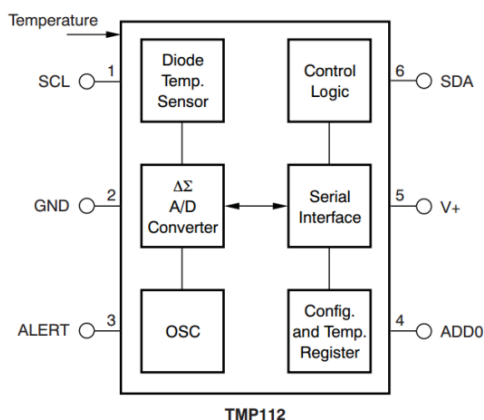 Temperature
SCL
1
Diode
Temp.
Sensor
Control
Logic
6
SDA
GND
2
ΔΣ
A/D
Converter
Serial
Interface
5
V+
ALERT
3
OSC
Config.
and Temp.
Register
4
ADD0
TMP112